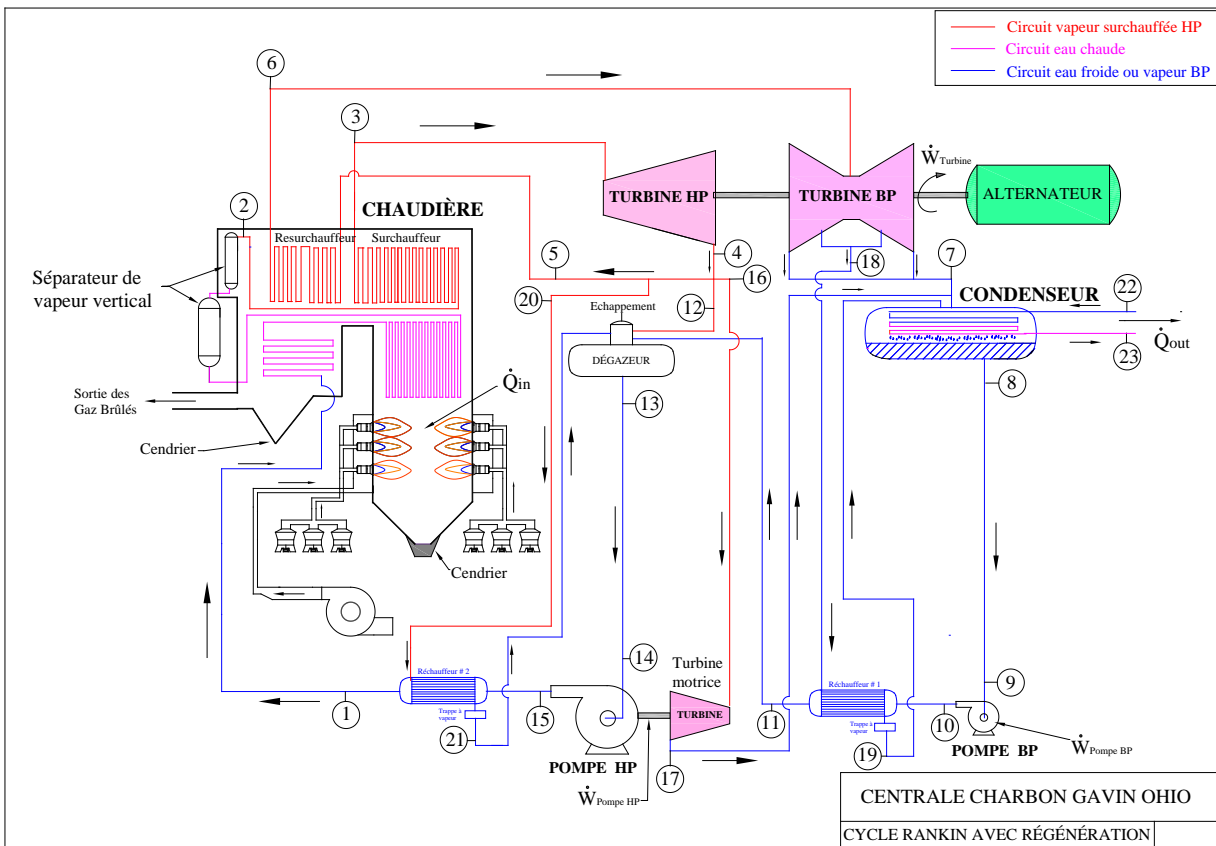 Circuit vapeur surchauffée HP
Circuit eau chaude
Circuit eau froide ou vapeur BP
6
3
2
CHAUDIÈRE
Resurchauffeur
Surchauffeur
Séparateur de
vapeur vertical
TURBINE HP
TURBINE BP
Ẇ Turbine
ALTERNATEUR
4
5
16
18
7
20
12
Echappement
CONDENSEUR
22
Q̇out
23
DÉGAZEUR
8
13
Q̇in
Sortie des
Gaz Brûlés
Cendrier
Cendrier
14
Turbine
motrice
TURBINE
9
Réchauffeur # 2
Réchauffeur # 1
1
15
11
10
Trappe à
vapeur
21
Trappe à
vapeur
19
POMPE HP
17
POMPE BP
Ẇ Pompe BP
Ẇ Pompe HP
CENTRALE CHARBON GAVIN OHIO
CYCLE RANKIN AVEC RÉGÉNÉRATION